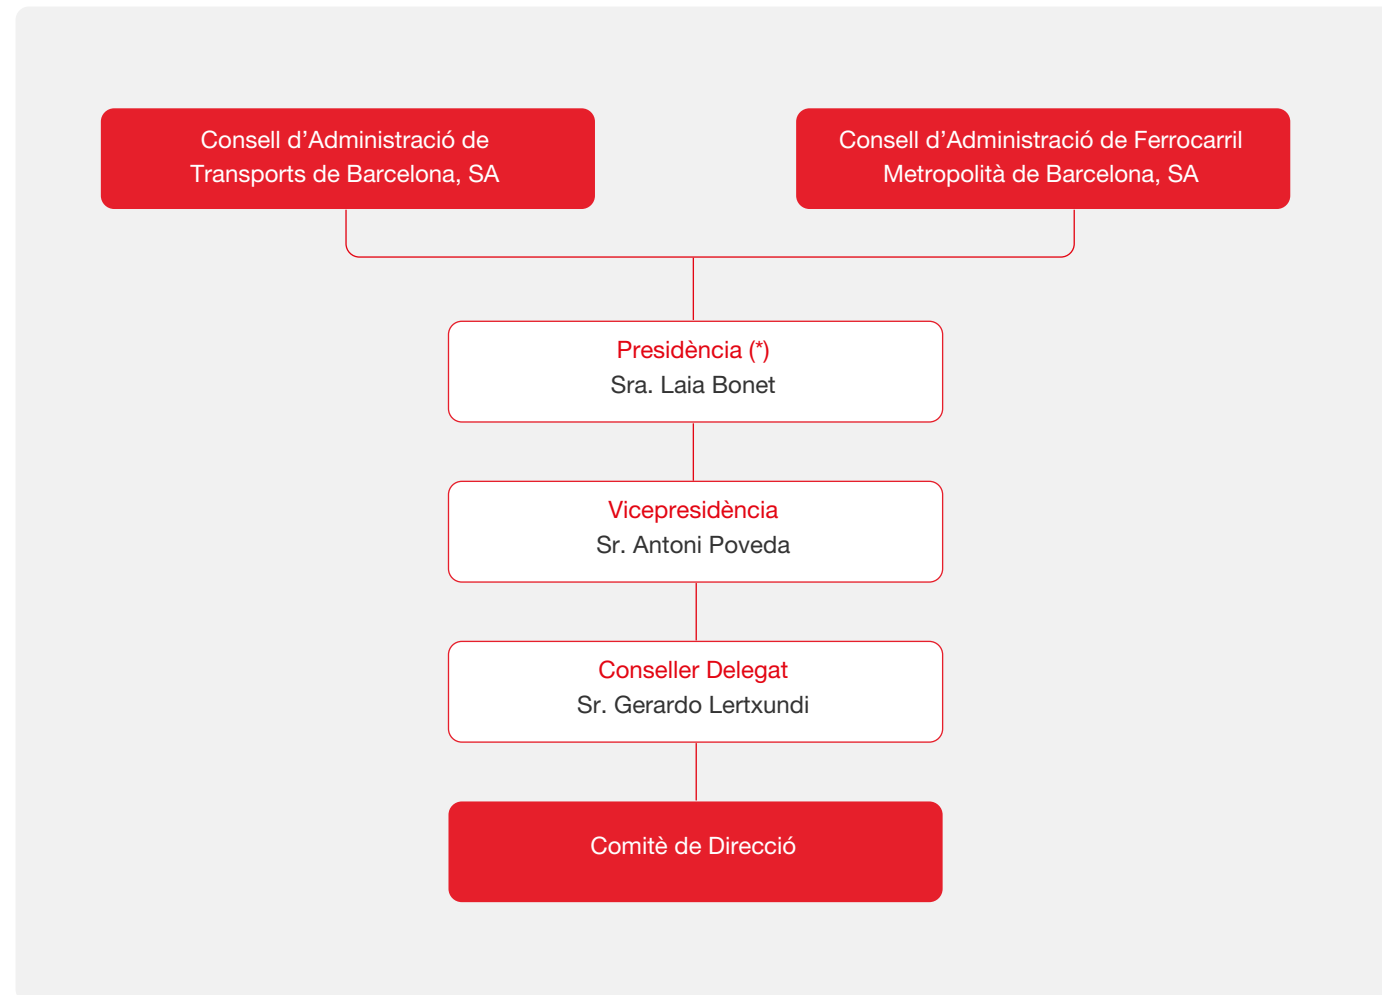 Consell d’Administració de
Transports de Barcelona, SA
Consell d’Administració de Ferrocarril
Metropolità de Barcelona, SA
Presidència (*)
Sra. Laia Bonet
Vicepresidència
Sr. Antoni Poveda
Conseller Delegat
Sr. Gerardo Lertxundi
Comitè de Direcció